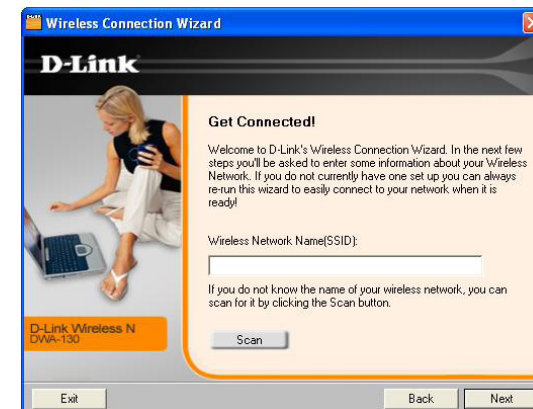 Wireless Connection Wizard
D-Link
Get Connected!
Welcome to D-Link's Wireless Connection Wizard. In the next few
steps you'll be asked to enter some information about your Wireless
Network. If you do not currently have one set up you can always
re-run this wizard to easily connect to your network when it is
ready!
Wireless Network Name(SSID):
If you do not know the name of your wireless network, you can
scan for it by clicking the Scan button.
D-Link Wireless N
DWA-130
Scan
Exit
Back
Next